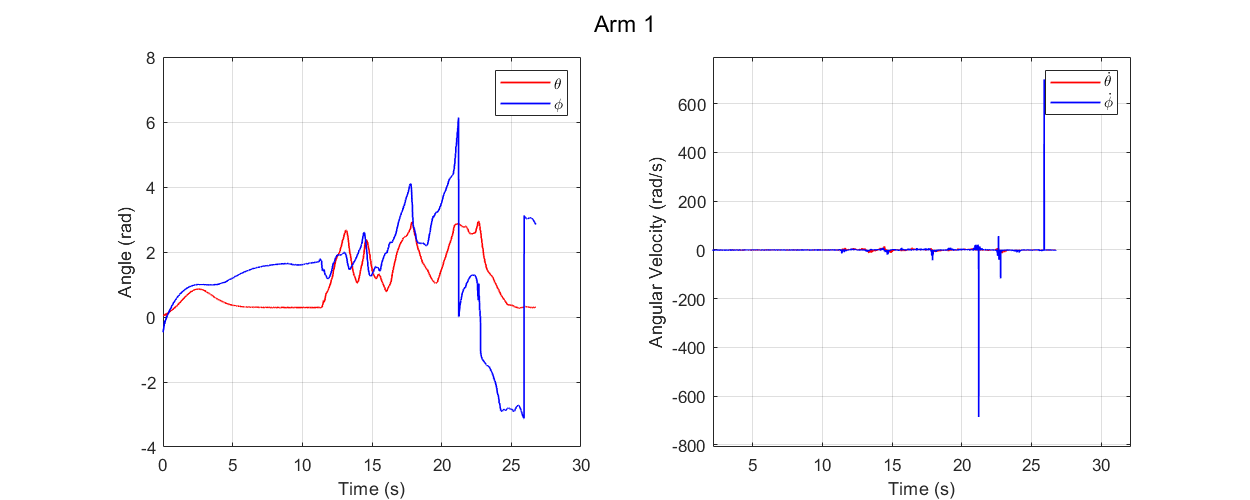 Arm 1
8
6
4
2
0
-2
-4
0 5 10 15 20 25 30
Angle (rad)
Time (s)
θ
ϕ
600
400
200
0
-200
-400
-600
-800
5 10 15 20 25 30
Angular Velocity (rad/s)
Time (s)
θ̇
ϕ̇